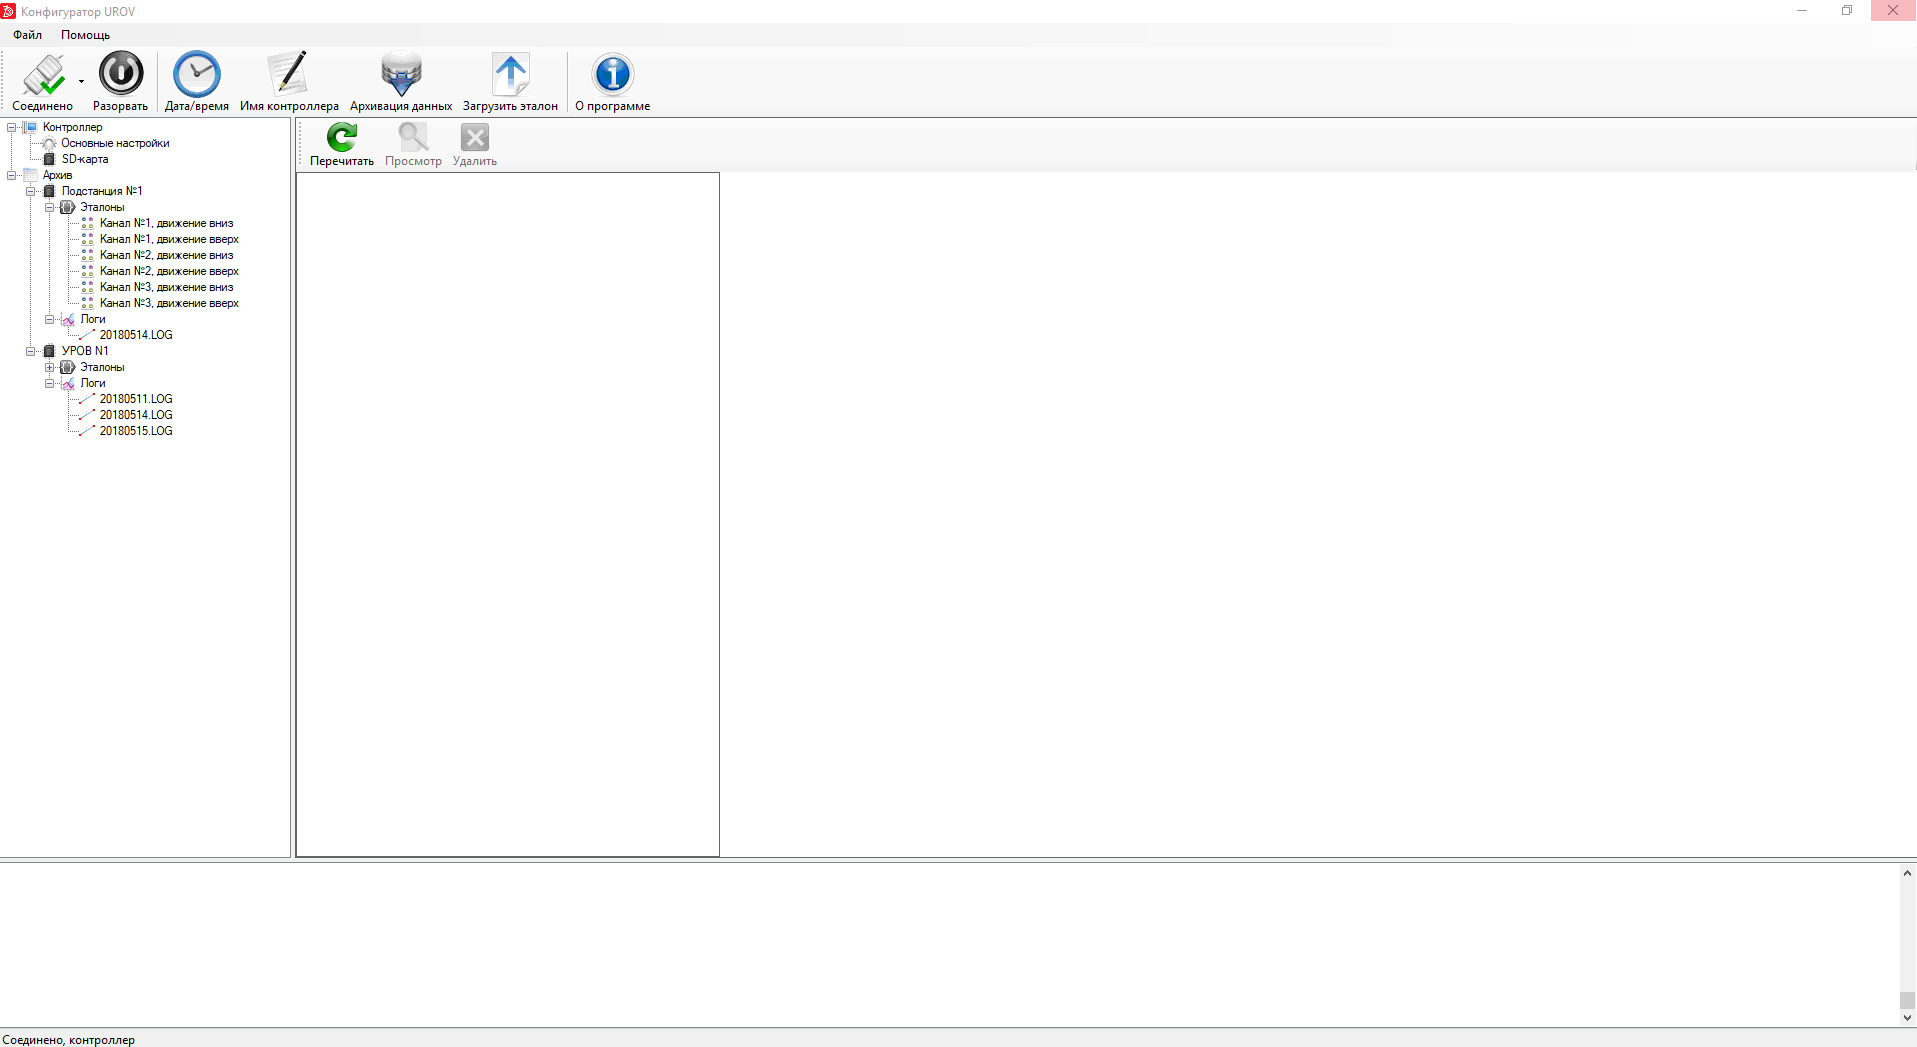 Конфигуратор UROV
Файл Помощь
Соединено Разорвать Дата/время Имя контроллера Архивация данных Загрузить эталон О программе
Контроллер
Основные настройки
SD-карта
Архив
Подстанция №1
Эталоны
Канал №1, движение вниз
Канал №1, движение вверх
Канал №2, движение вниз
Канал №2, движение вверх
Канал №3, движение вниз
Канал №3, движение вверх
Логи
20180514.LOG
УРОВ N1
Эталоны
Логи
20180511.LOG
20180514.LOG
20180515.LOG
Перечитать Просмотр Удалить
Соединено, контроллер